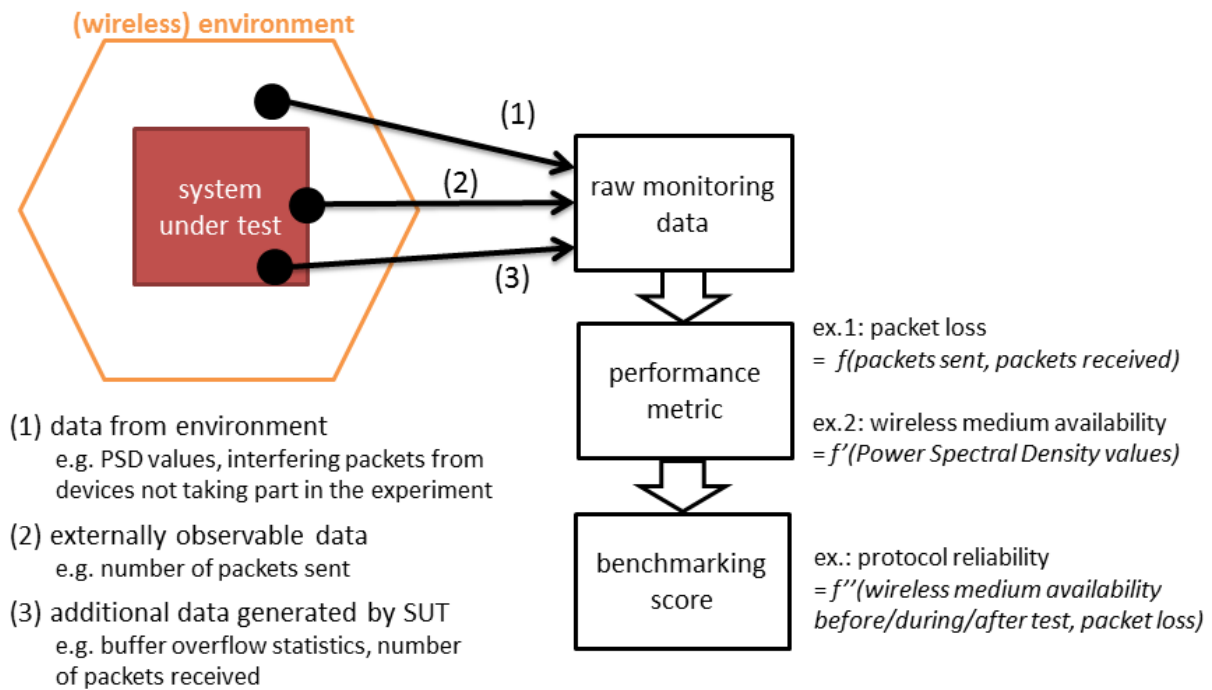 (wireless) environment
system
under test
(1)
(2)
(3)
raw monitoring
data
performance
metric
ex.1: packet loss
= f(packets sent, packets received)
ex.2: wireless medium availability
= f'(Power Spectral Density values)
benchmarking
score
ex.: protocol reliability
= f''(wireless medium availability
before/during/after test, packet loss)
(1) data from environment
e.g. PSD values, interfering packets from
devices not taking part in the experiment
(2) externally observable data
e.g. number of packets sent
(3) additional data generated by SUT
e.g. buffer overflow statistics, number
of packets received